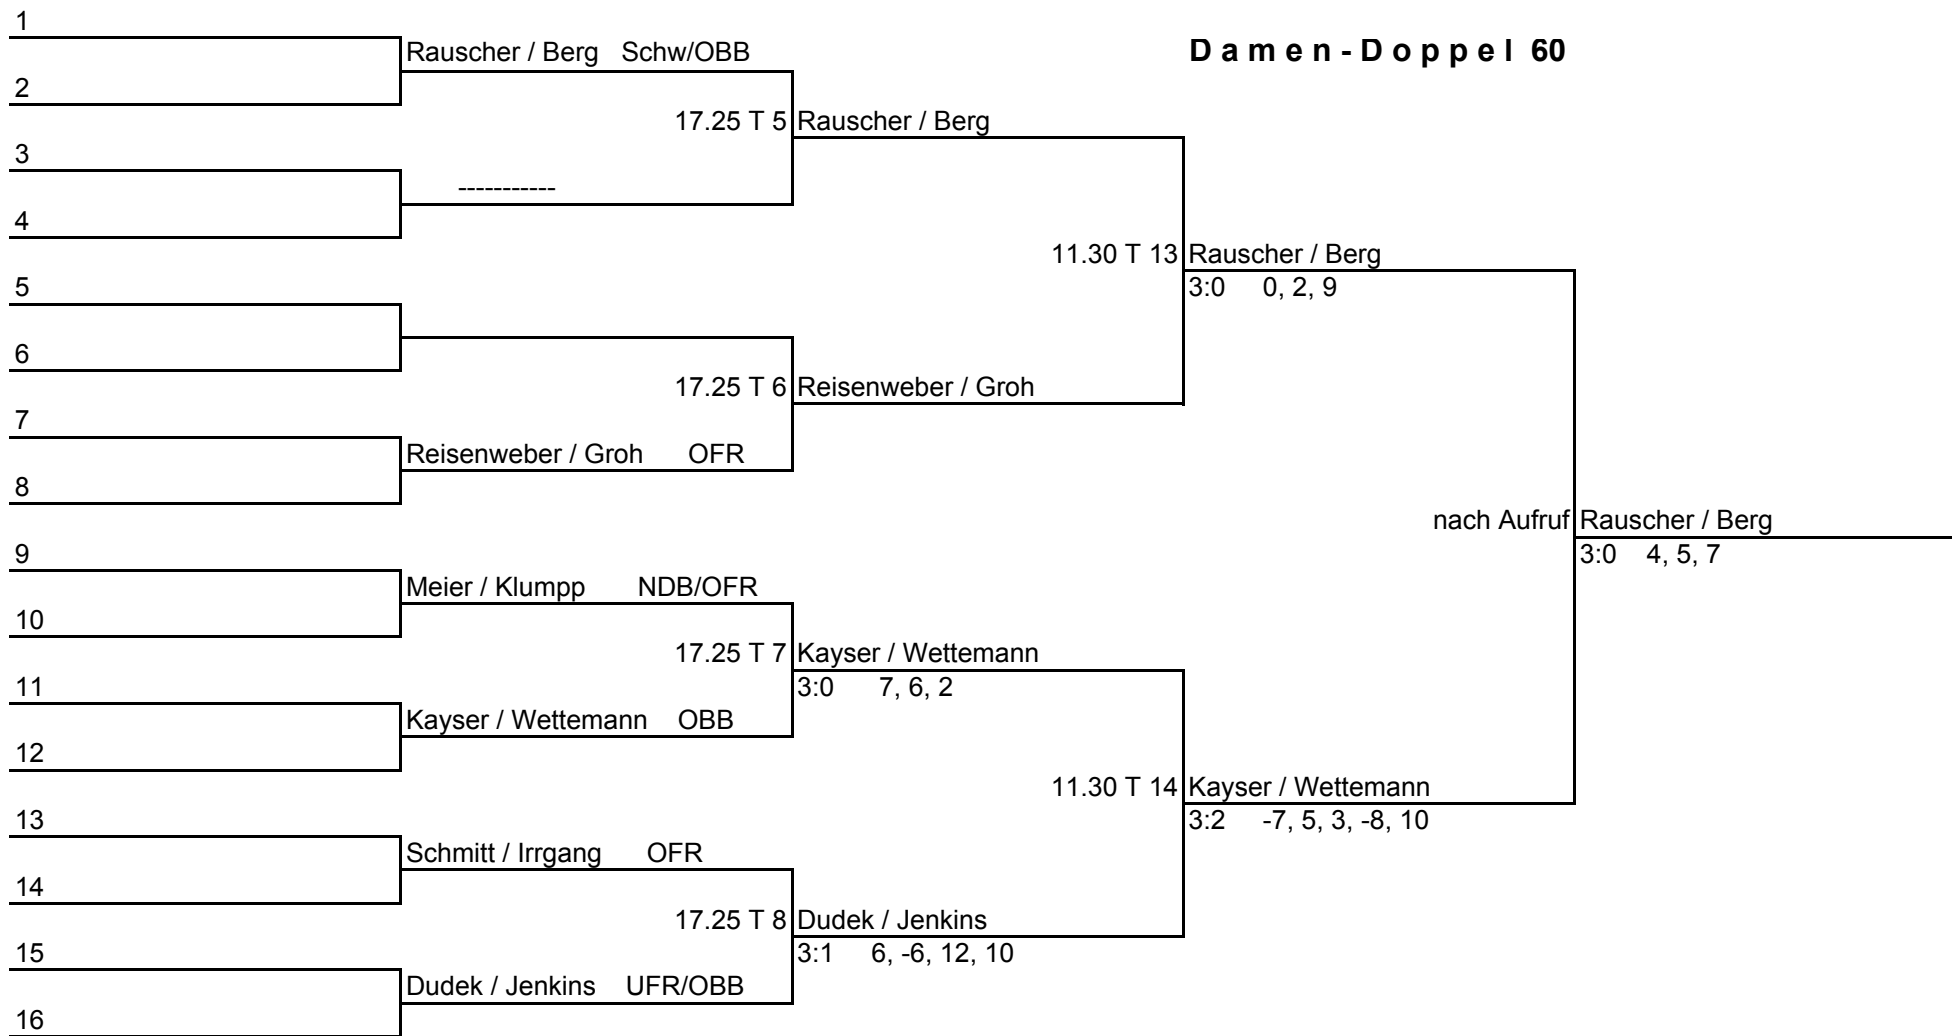 1
Rauscher / Berg Schw/OBB
Damen-Doppel 60
2
17.25 T 5 Rauscher / Berg
3
-----------
4
11.30 T 13 Rauscher / Berg
5
3:0 0, 2, 9
6
17.25 T 6 Reisenweber / Groh
7
Reisenweber / Groh OFR
8
nach Aufruf Rauscher / Berg
9
3:0 4, 5, 7
Meier / Klumpp NDB/OFR
10
17.25 T 7 Kayser / Wettemann
11
3:0 7, 6, 2
Kayser / Wettemann OBB
12
11.30 T 14 Kayser / Wettemann
13
3:2 -7, 5, 3, -8, 10
Schmitt / Irrgang OFR
14
17.25 T 8 Dudek / Jenkins
15
3:1 6, -6, 12, 10
Dudek / Jenkins UFR/OBB
16